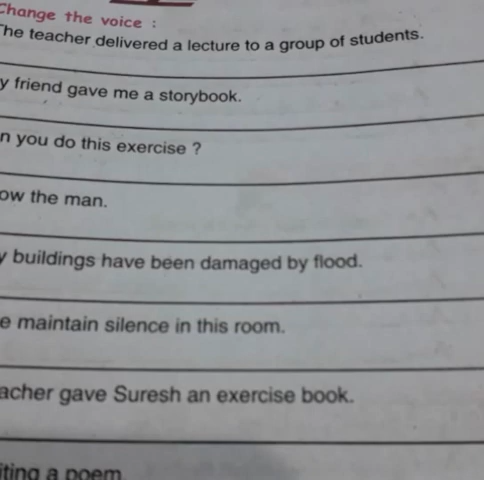 Change the voice :
The teacher delivered a lecture to a group of students.
y friend gave me a storybook.
n you do this exercise ?
ow the man.
y buildings have been damaged by flood.
e maintain silence in this room.
acher gave Suresh an exercise book.
iting a poem